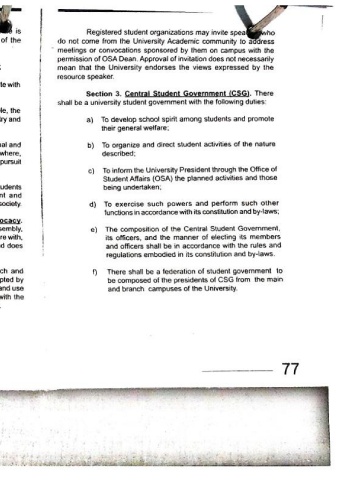 is
of the
te with
le, the
ry and
al and
where,
pursuit
udents
nt and
society.
ocacy.
sembly,
re with,
d does
ch and
pted by
and use
with the
Registered student organizations may invite who
do not come from the University Academic community to address
meetings or convocations sponsored by them on campus with the
permission of OSA Dean. Approval of invitation does not necessarily
mean that the University endorses the views expressed by the
resource speaker.
Section 3. Central Student Government (CSG). There
shall be a university student government with the following duties:
a) To develop school spirit among students and promote
their general welfare;
b) To organize and direct student activities of the nature
described;
c) To inform the University President through the Office of
Student Affairs (OSA) the planned activities and those
being undertaken;
d) To exercise such powers and perform such other
functions in accordance with its constitution and by-laws;
e) The composition of the Central Student Government,
its officers, and the manner of electing its members
and officers shall be in accordance with the rules and
regulations embodied in its constitution and by-laws.
f) There shall be a federation of student government to
be composed of the presidents of CSG from the main
and branch campuses of the University.
77